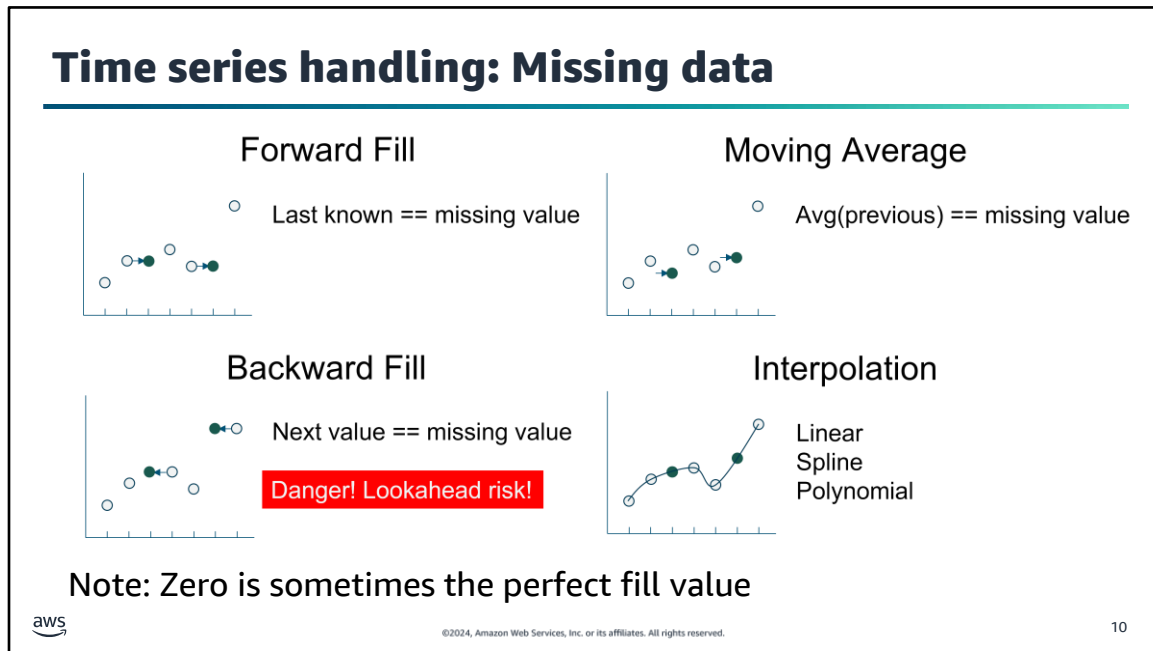 Time series handling: Missing data
Forward Fill
Last known == missing value
Moving Average
Avg(previous) == missing value
Backward Fill
Next value == missing value
Danger! Lookahead risk!
Interpolation
Linear
Spline
Polynomial
Note: Zero is sometimes the perfect fill value
aws
©2024, Amazon Web Services, Inc. or its affiliates. All rights reserved.
10